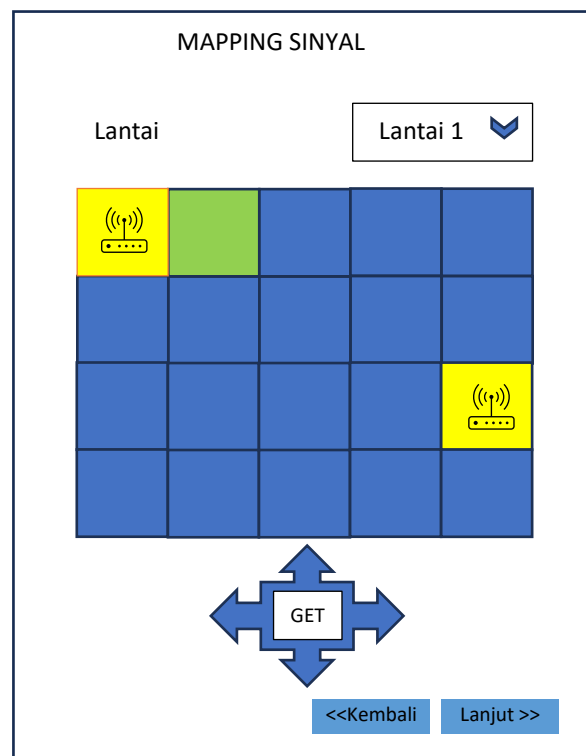 MAPPING SINYAL
Lantai
Lantai 1
GET
<<Kembali
Lanjut >>